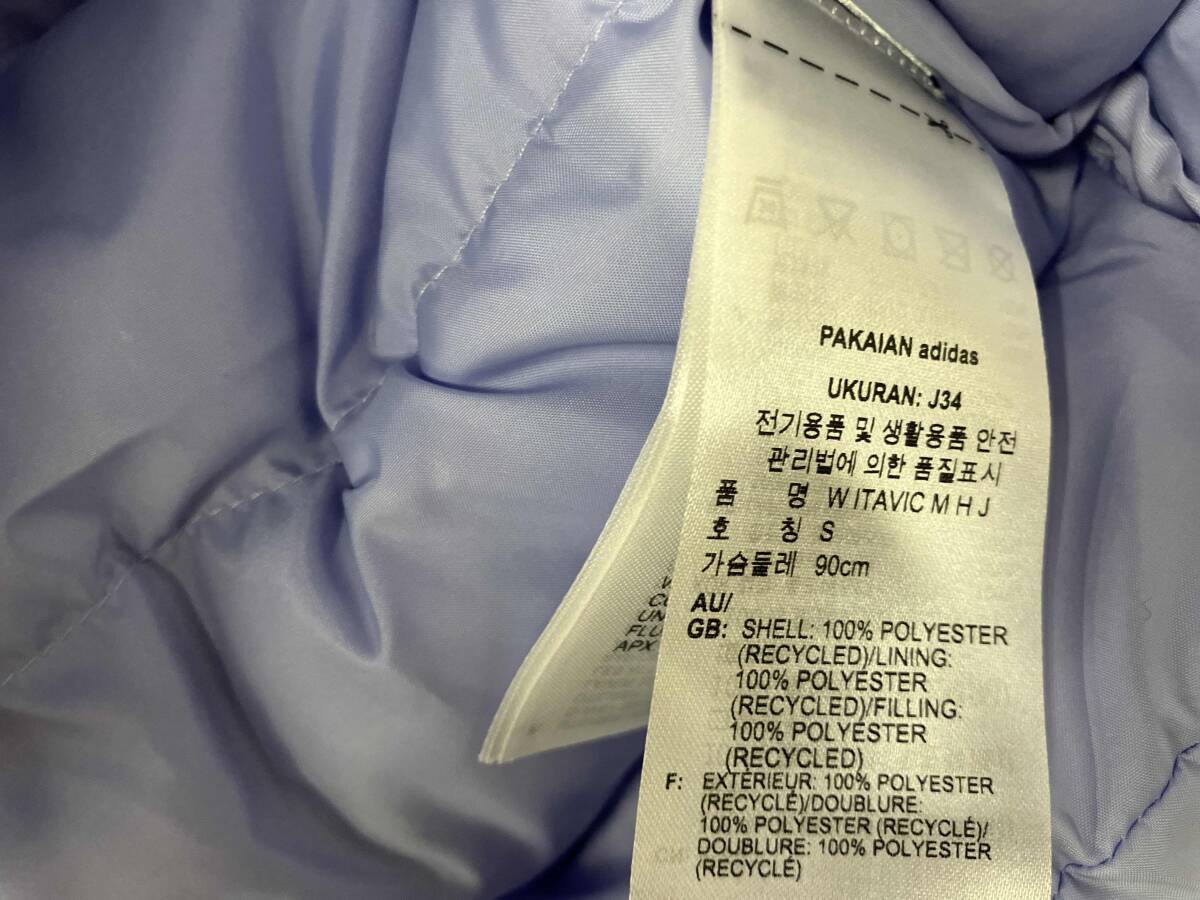 PAKAIAN adidas
UKURAN: J34
전기용품 및 생활용품 안전
관리법에 의한 품질표시
품 명 W ITAVIC M H J
호 칭 S
가슴둘레 90cm
AU/
GB: SHELL: 100% POLYESTER
(RECYCLED)/LINING:
100% POLYESTER
(RECYCLED)/FILLING:
100% POLYESTER
(RECYCLED)
F: EXTÉRIEUR: 100% POLYESTER
(RECYCLÉ)/DOUBLURE:
100% POLYESTER (RECYCLÉ)/
DOUBLURE: 100% POLYESTER
(RECYCLÉ)
APX